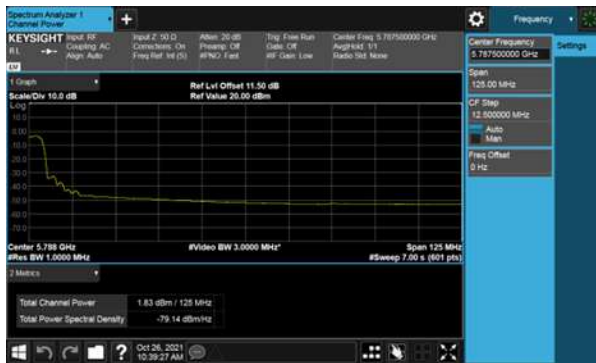 Spectrum Analyzer 1
Channel Power
Frequency
KEYSIGHT
Input: RF
Coupling: AC
Align: Auto
Input Z: 50 Ω
Corrections: On
Freq Ref: Int (S)
Atten: 20 dB
Preamp: Off
#PNO: Fast
Trig: Free Run
Gate: Off
#IF Gain: Low
Center Freq: 5.787500000 GHz
Avg|Hold: 1/1
Radio Std: None
RL
Center Frequency
5.787500000 GHz
Settings
Span
125.00 MHz
CF Step
12.500000 MHz
Auto
Man
Freq Offset
0 Hz
1 Graph
Scale/Div 10.0 dB
Ref Lvl Offset 11.50 dB
Ref Value 20.00 dBm
Log
10.0
0.00
-10.0
-20.0
-30.0
-40.0
-50.0
-60.0
-70.0
Center 5.788 GHz
#Video BW 3.0000 MHz*
Span 125 MHz
#Res BW 1.0000 MHz
#Sweep 7.00 s (601 pts)
2 Metrics
Total Channel Power
1.83 dBm / 125 MHz
Total Power Spectral Density
-79.14 dBm/Hz
Oct 26, 2021
10:39:27 AM